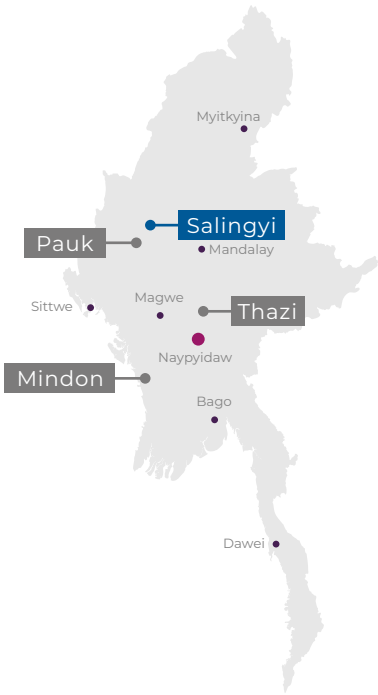 Myitkyina
Salingyi
Pauk
Mandalay
Magwe
Sittwe
Thazi
Naypyidaw
Mindon
Bago
Dawei